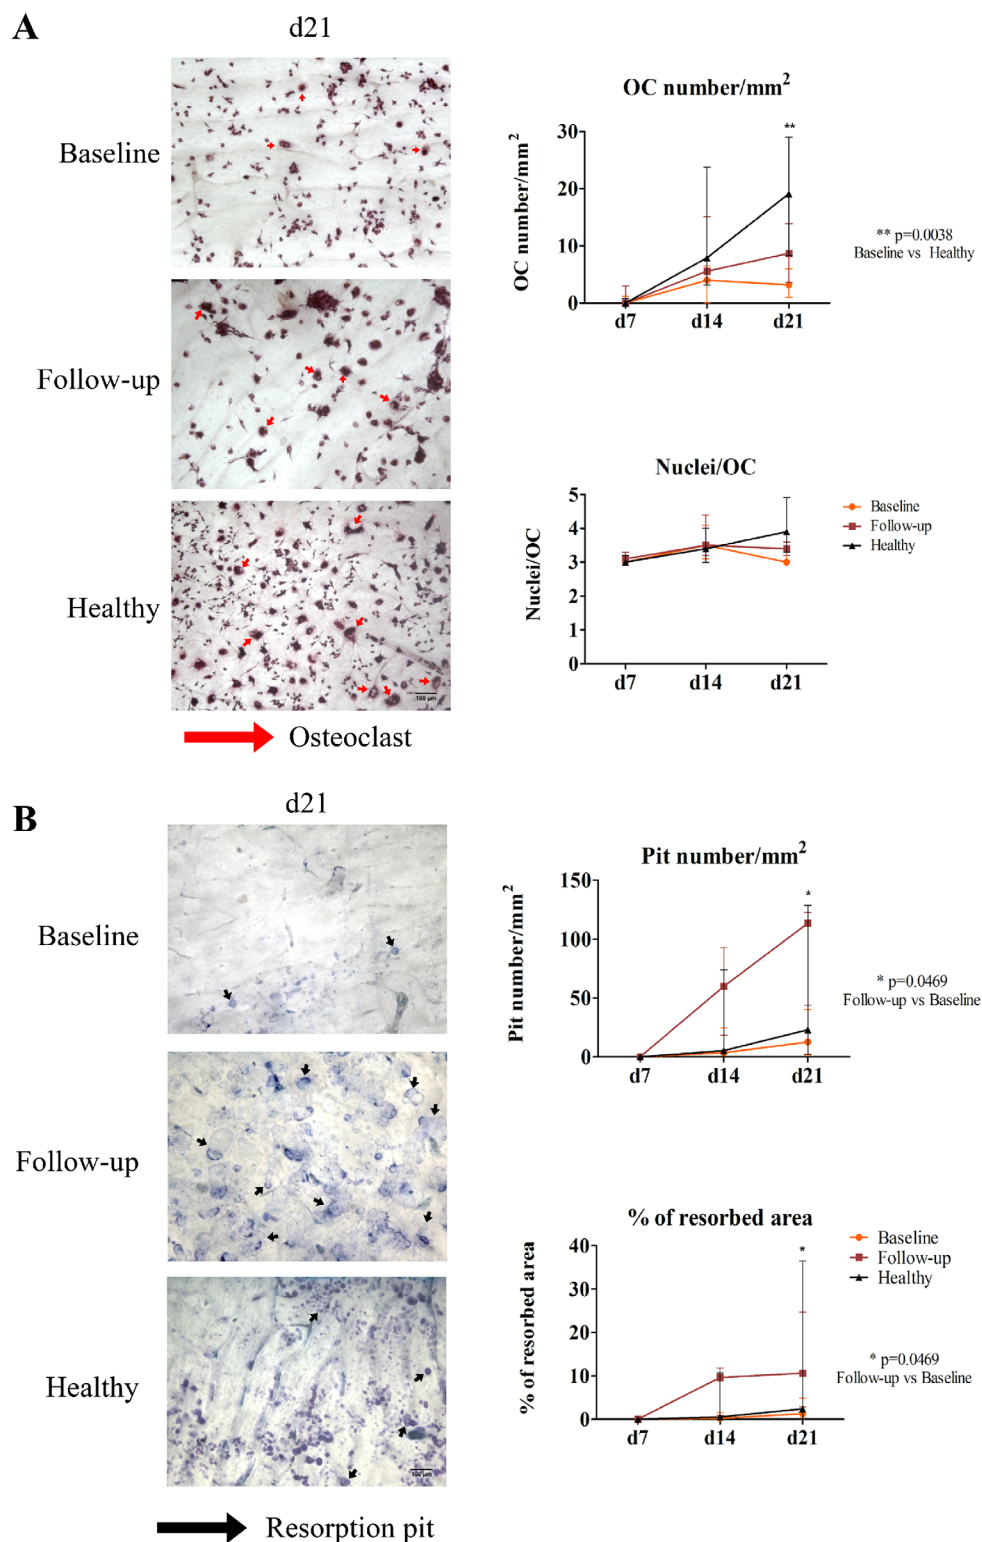 A
d21
Baseline
Follow-up
Healthy
100 µm
Osteoclast
OC number/mm2
OC number/mm2
30
20
10
0
d7 d14 d21
**
** p=0.0038
Baseline vs Healthy
Nuclei/OC
Nuclei/OC
5
4
3
2
1
0
d7 d14 d21
Baseline
Follow-up
Healthy
B
d21
Baseline
Follow-up
Healthy
100 µm
Resorption pit
Pit number/mm2
Pit number/mm2
150
100
50
0
d7 d14 d21
*
* p=0.0469
Follow-up vs Baseline
% of resorbed area
% of resorbed area
40
30
20
10
0
d7 d14 d21
*
Baseline
Follow-up
Healthy
* p=0.0469
Follow-up vs Baseline